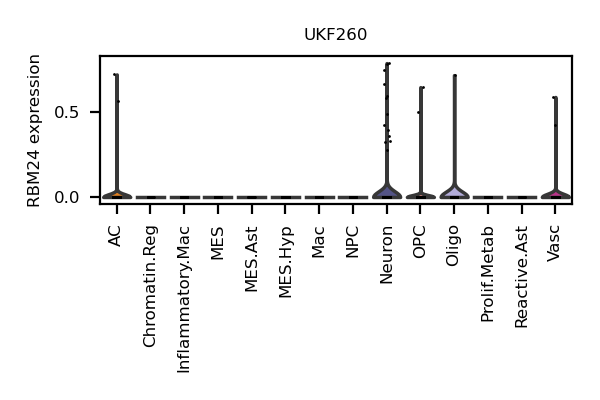 UKF260
RBM24 expression
0.5
0.0
AC
Chromatin.Reg
Inflammatory.Mac
MES
MES.Ast
MES.Hyp
Mac
NPC
Neuron
OPC
Oligo
Prolif.Metab
Reactive.Ast
Vasc